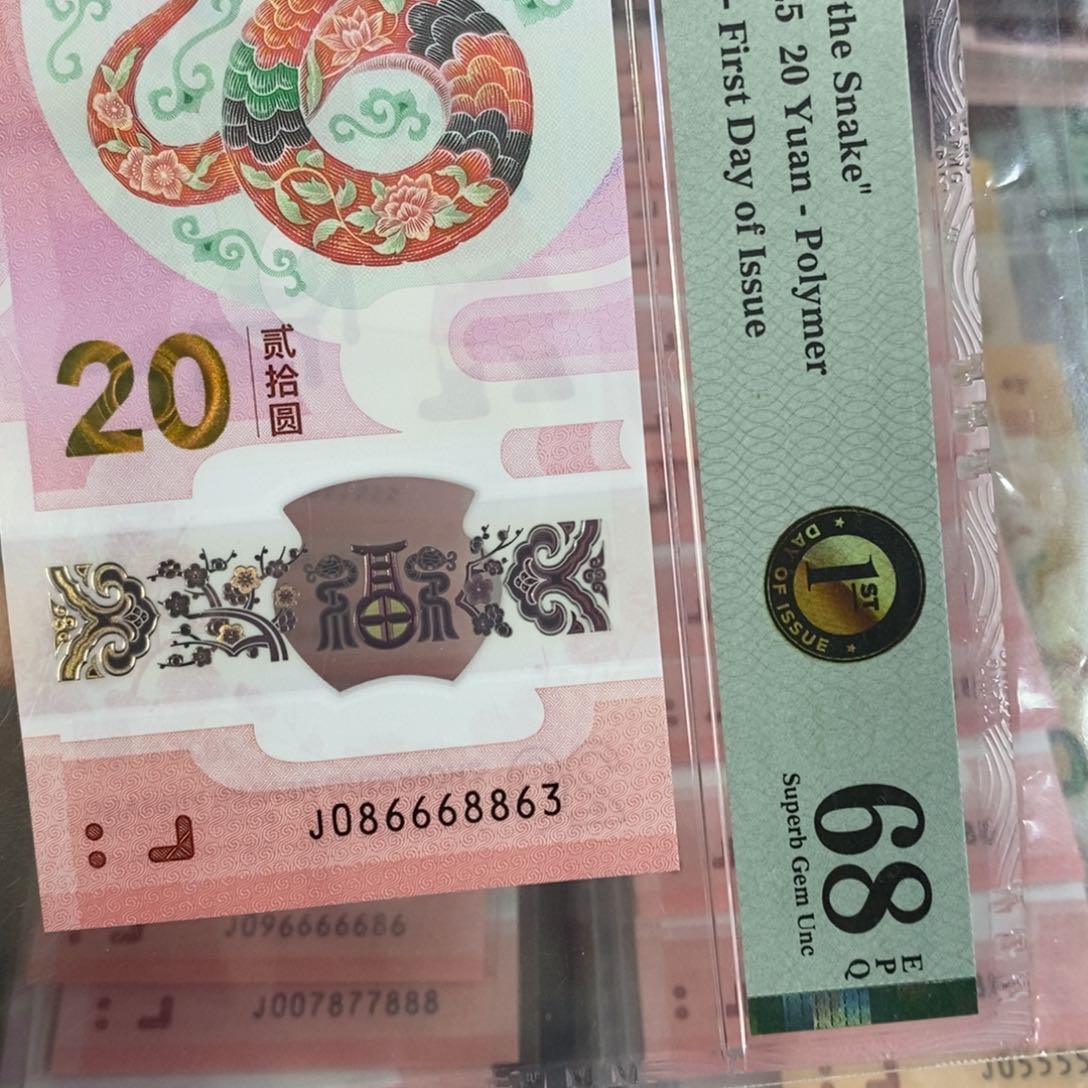 20
贰拾圆
J086668863
J096666686
J007877888
the Snake"
5 20 Yuan - Polymer
- First Day of Issue
1ST
DAY OF ISSUE
68
EPQ
Superb Gem Unc